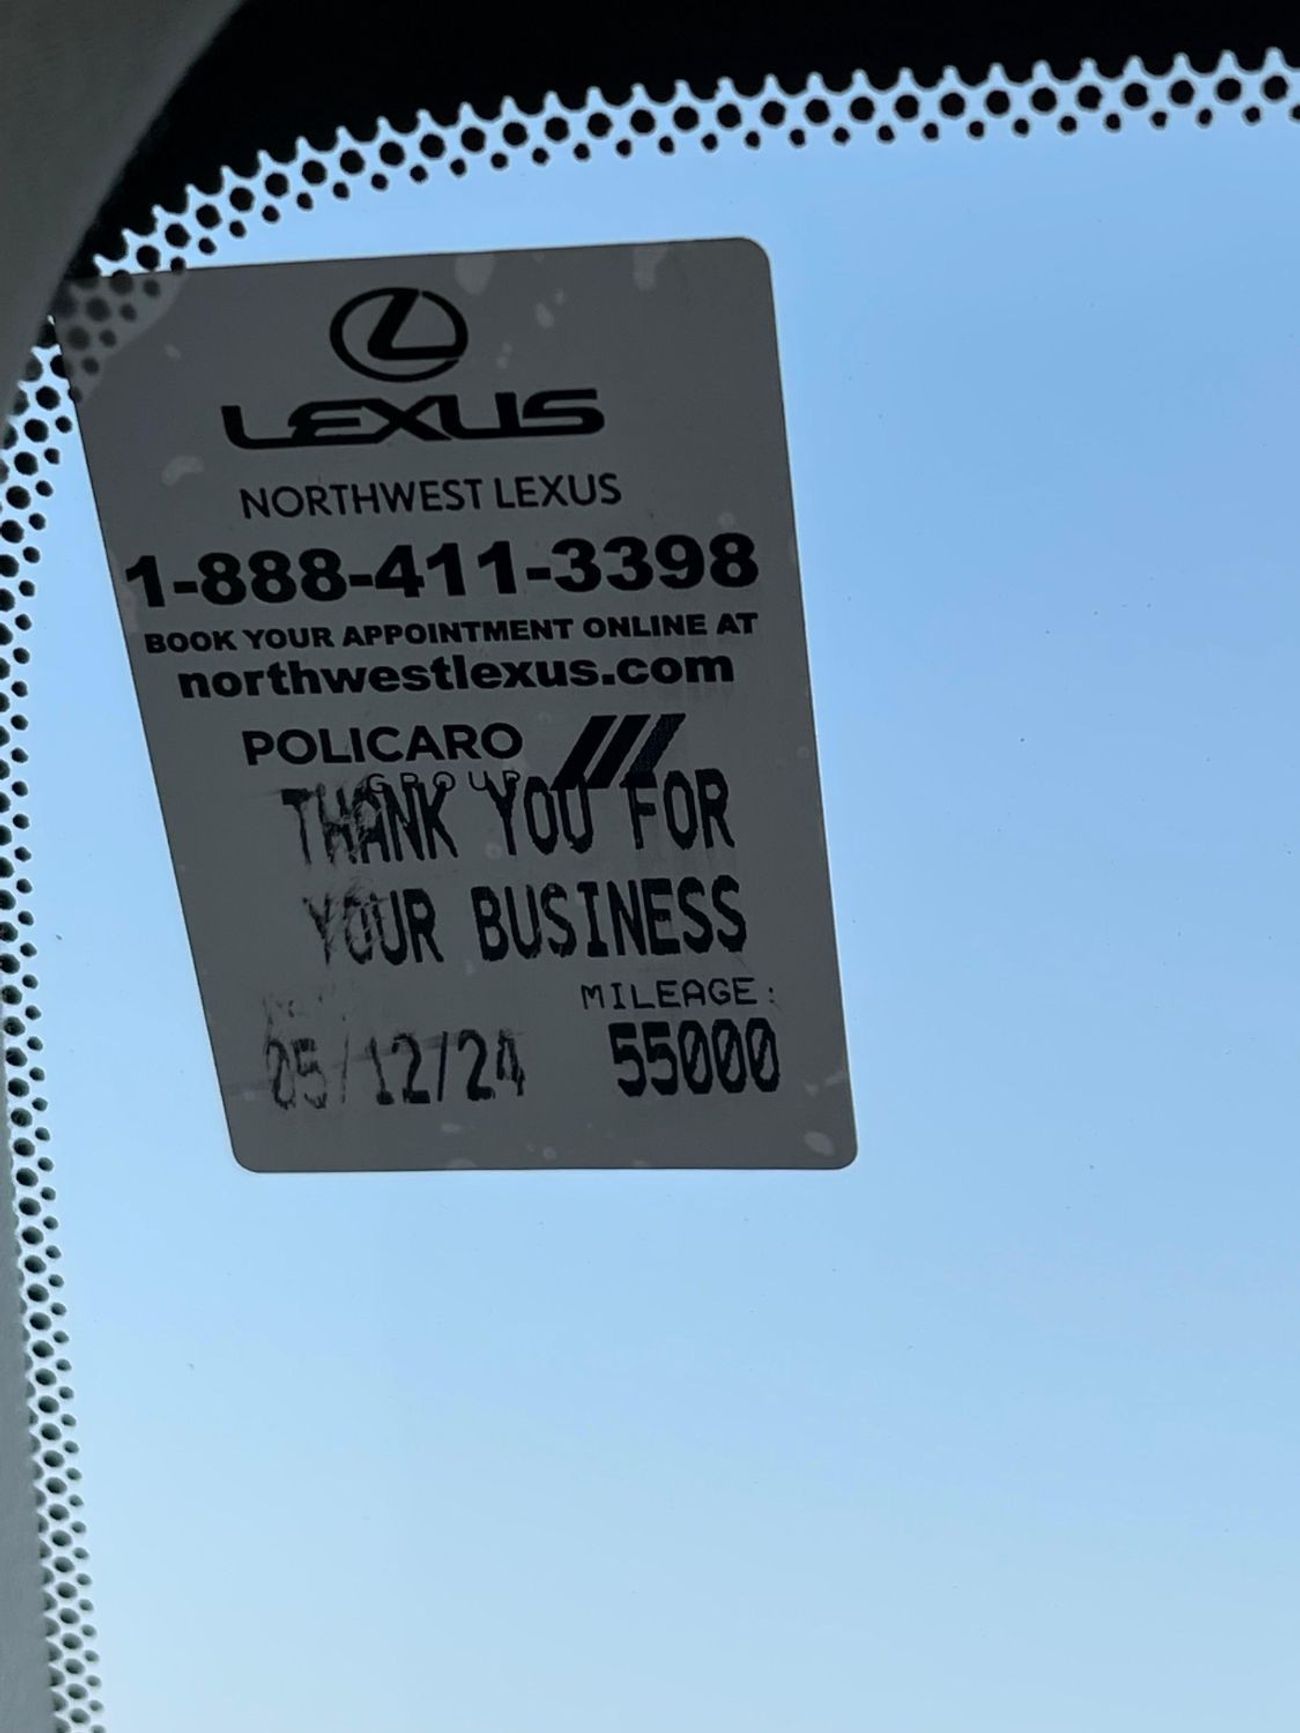 LEXUS
NORTHWEST LEXUS
1-888-411-3398
BOOK YOUR APPOINTMENT ONLINE AT
northwestlexus.com
POLICARO
GROUP
THANK YOU FOR
YOUR BUSINESS
MILEAGE:
05/12/24 55000